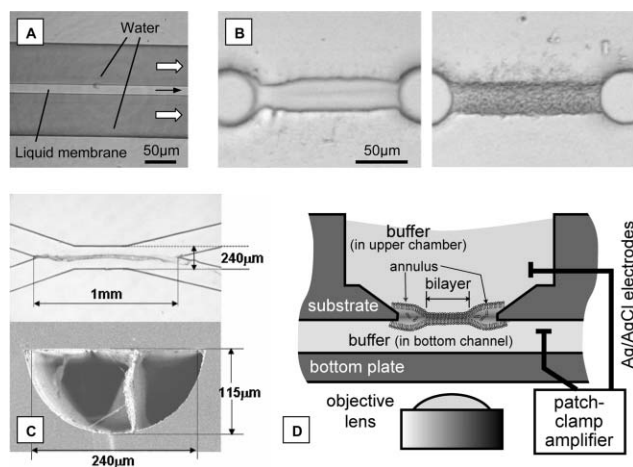 A
Water
Liquid membrane
50µm
B
50µm
240µm
1mm
115µm
C
240µm
buffer
(in upper chamber)
annulus
bilayer
substrate
buffer (in bottom channel)
bottom plate
Ag/AgCl electrodes
D
objective
lens
patch-
clamp
amplifier